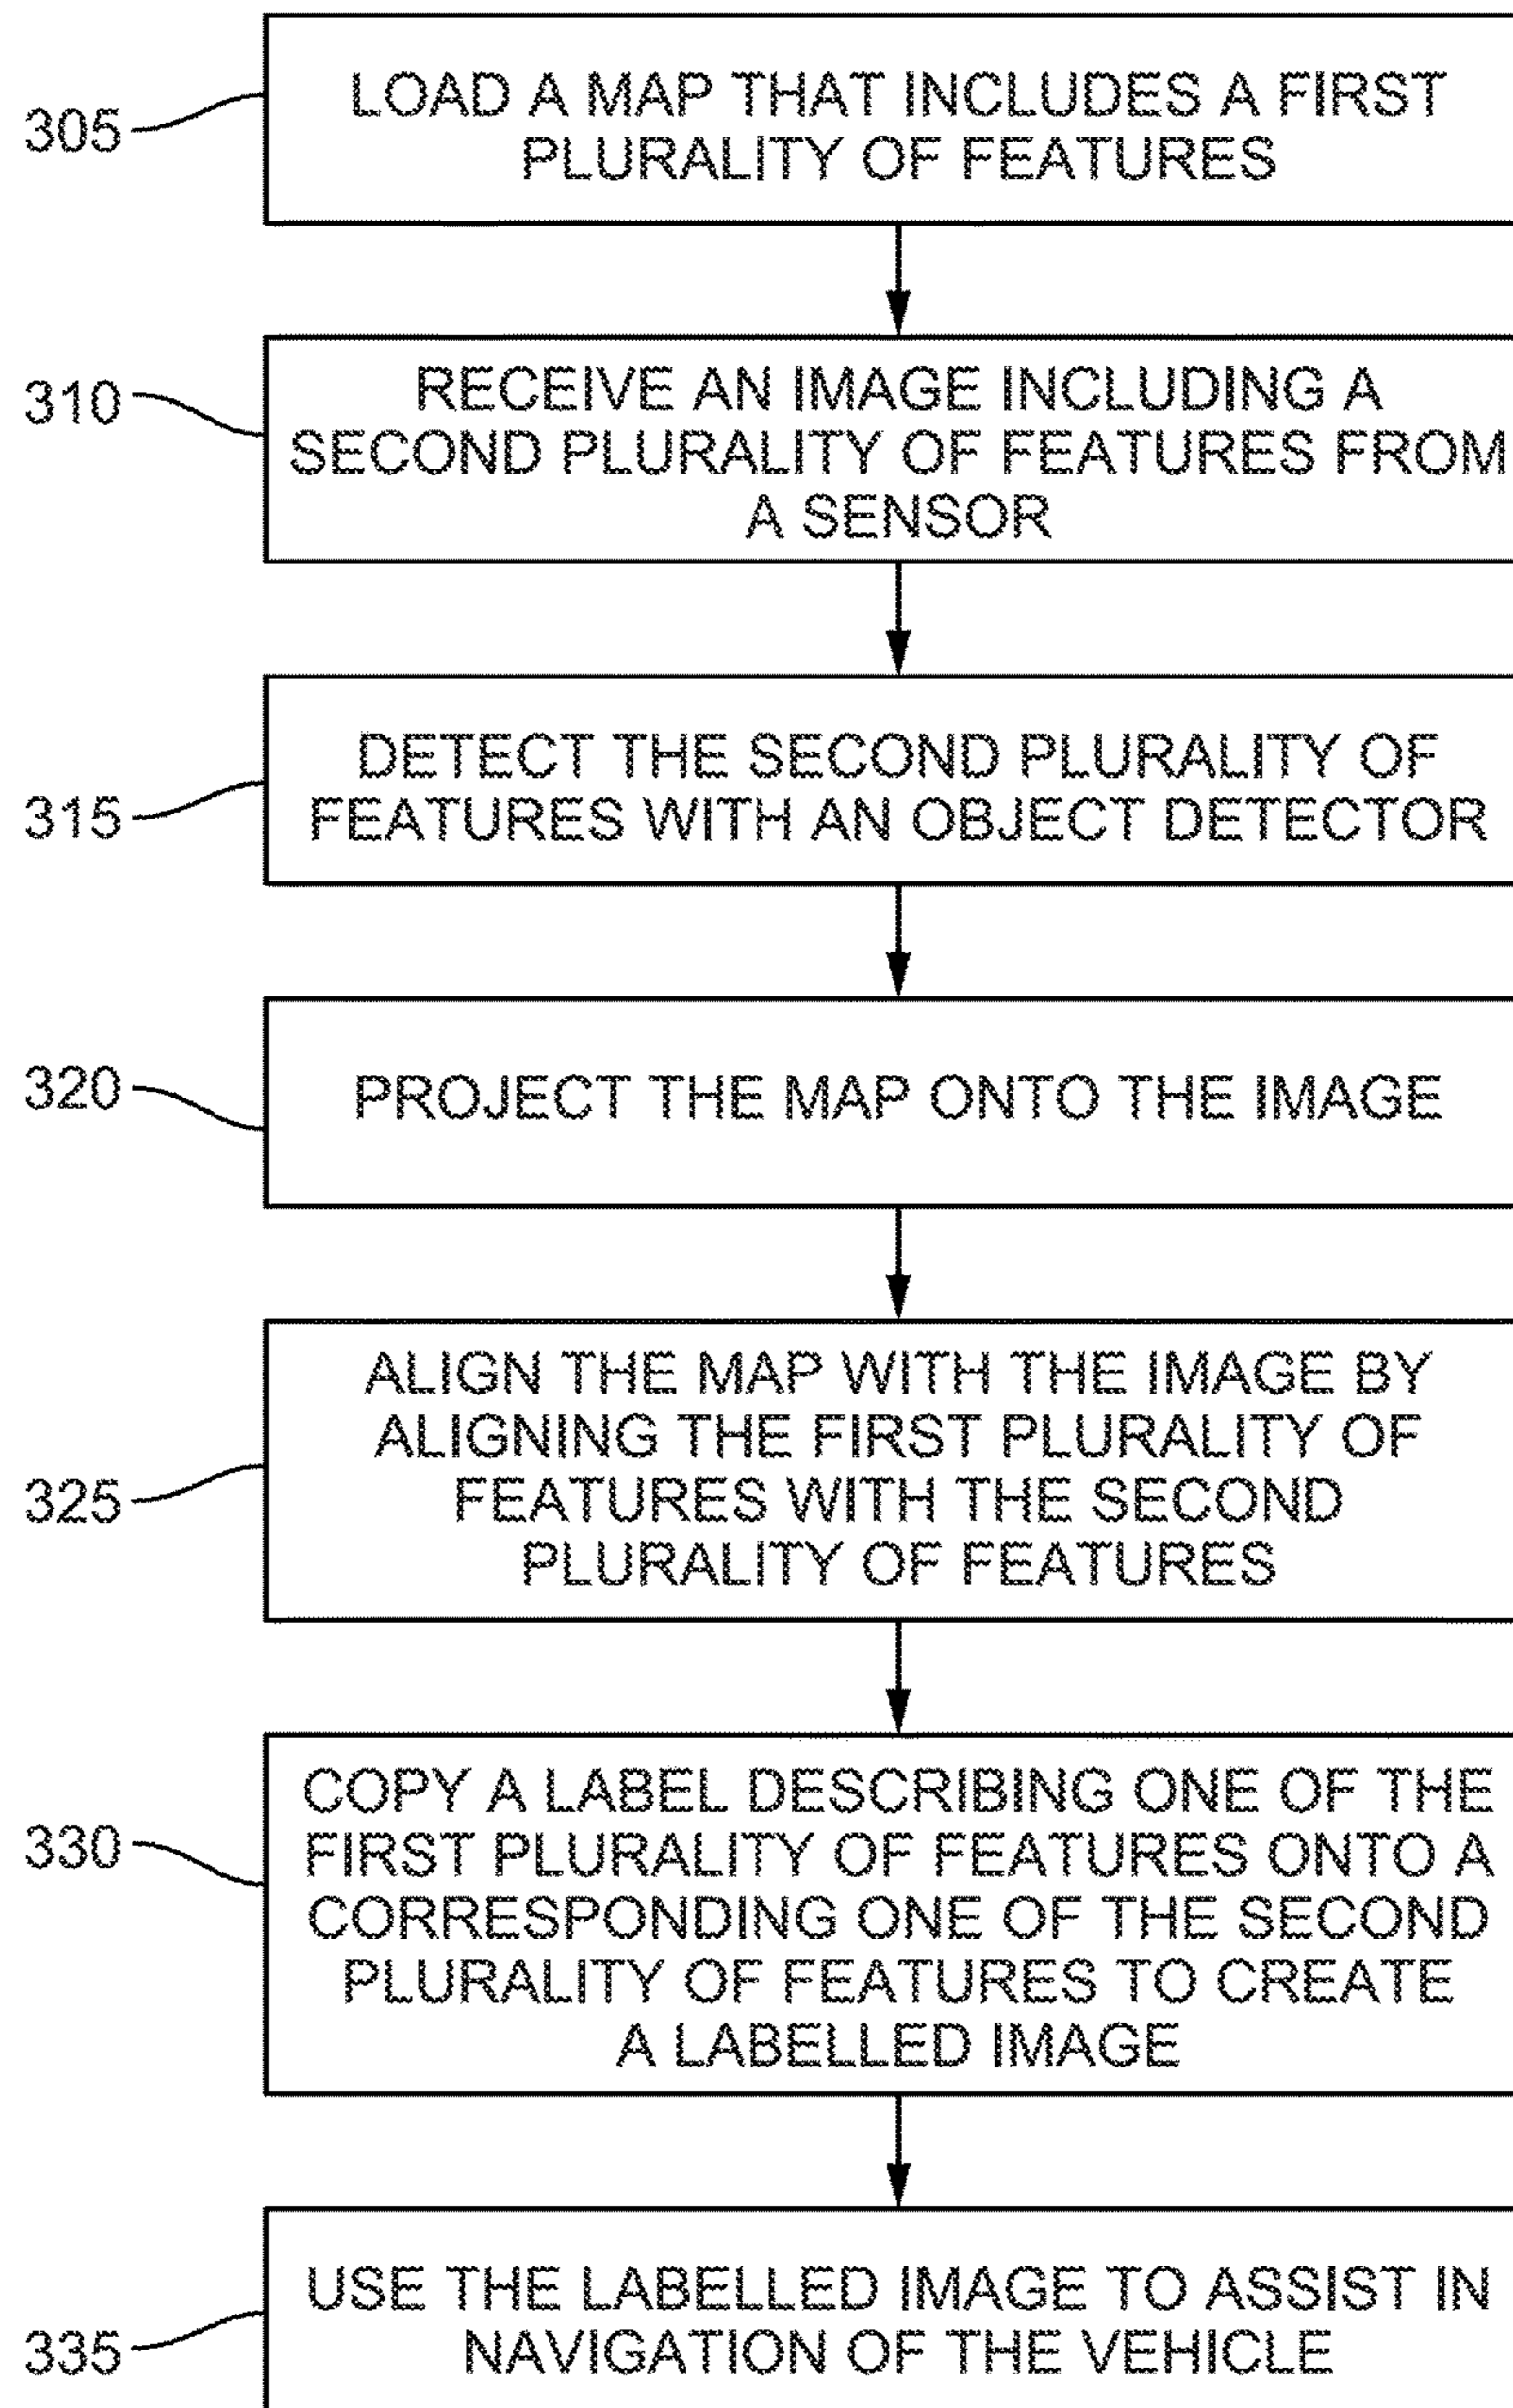 305
LOAD A MAP THAT INCLUDES A FIRST
PLURALITY OF FEATURES
310
RECEIVE AN IMAGE INCLUDING A
SECOND PLURALITY OF FEATURES FROM
A SENSOR
315
DETECT THE SECOND PLURALITY OF
FEATURES WITH AN OBJECT DETECTOR
320
PROJECT THE MAP ONTO THE IMAGE
325
ALIGN THE MAP WITH THE IMAGE BY
ALIGNING THE FIRST PLURALITY OF
FEATURES WITH THE SECOND
PLURALITY OF FEATURES
330
COPY A LABEL DESCRIBING ONE OF THE
FIRST PLURALITY OF FEATURES ONTO A
CORRESPONDING ONE OF THE SECOND
PLURALITY OF FEATURES TO CREATE
A LABELLED IMAGE
335
USE THE LABELLED IMAGE TO ASSIST IN
NAVIGATION OF THE VEHICLE